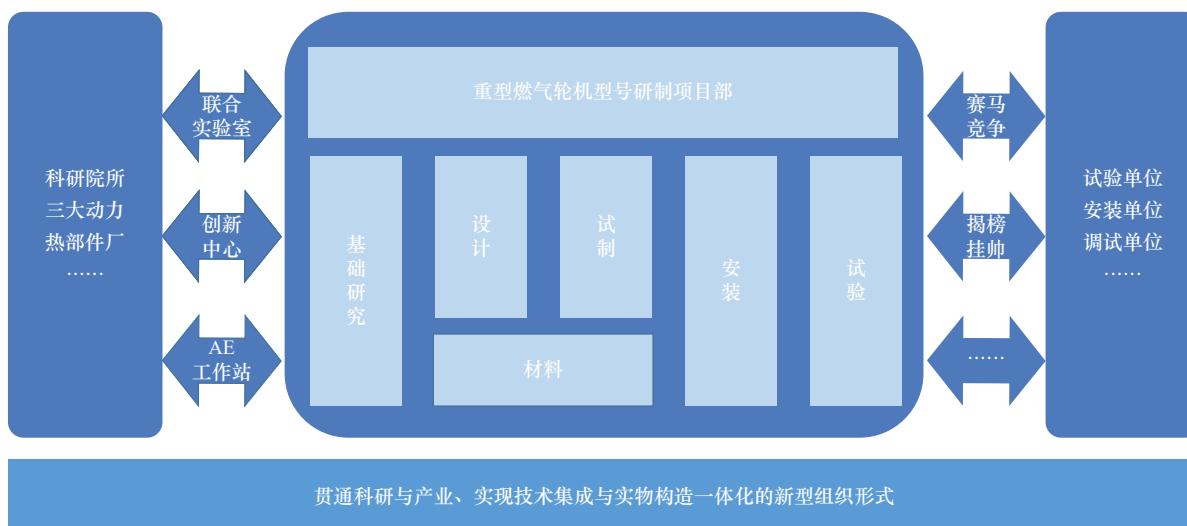 科研院所
三大动力
热部件厂
……
联合
实验室
创新
中心
AE
工作站
重型燃气轮机型号研制项目部
基础研究
设计
试制
材料
安装
试验
赛马
竞争
揭榜
挂帅
……
试验单位
安装单位
调试单位
……
贯通科研与产业、实现技术集成与实物构造一体化的新型组织形式